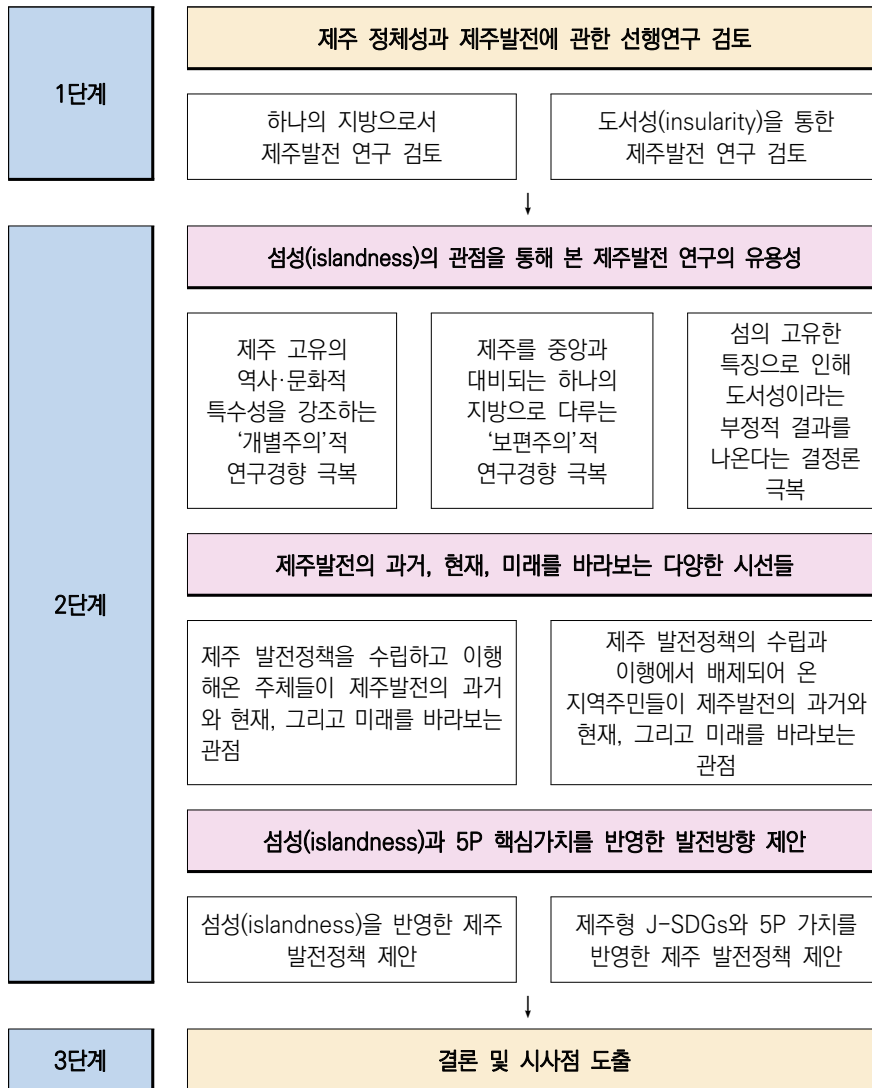 제주 정체성과 제주발전에 관한 선행연구 검토
1단계
하나의 지방으로서
제주발전 연구 검토
도서성(insularity)을 통한
제주발전 연구 검토
↓
섬성(islandness)의 관점을 통해 본 제주발전 연구의 유용성
제주 고유의
역사·문화적
특수성을 강조하는
‘개별주의’적
연구경향 극복
제주를 중앙과
대비되는 하나의
지방으로 다루는
‘보편주의’적
연구경향 극복
섬의 고유한
특징으로 인해
도서성이라는
부정적 결과를
나온다는 결정론
극복
2단계
제주발전의 과거, 현재, 미래를 바라보는 다양한 시선들
제주 발전정책을 수립하고 이행
해온 주체들이 제주발전의 과거
와 현재, 그리고 미래를 바라보는
관점
제주 발전정책의 수립과
이행에서 배제되어 온
지역주민들이 제주발전의 과거와
현재, 그리고 미래를 바라보는
관점
섬성(islandness)과 5P 핵심가치를 반영한 발전방향 제안
섬성(islandness)을 반영한 제주
발전정책 제안
제주형 J-SDGs와 5P 가치를
반영한 제주 발전정책 제안
↓
3단계
결론 및 시사점 도출